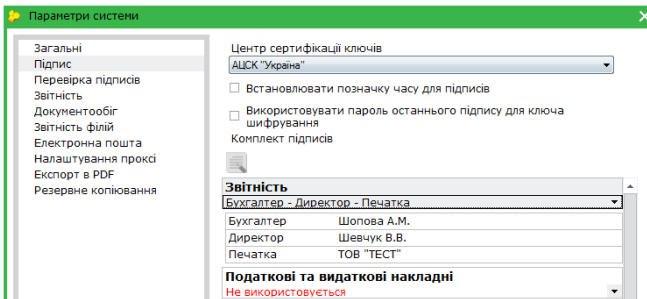 Параметри системи
Загальні
Підпис
Перевірка підписів
Звітність
Документообіг
Звітність філій
Електронна пошта
Налаштування проксі
Експорт в PDF
Резервне копіювання
Центр сертифікації ключів
АЦСК "Україна"
Встановлювати позначку часу для підписів
Використовувати пароль останнього підпису для ключа
шифрування
Комплект підписів
Звітність
Бухгалтер - Директор - Печатка
Бухгалтер Шопова А.М.
Директор Шевчук В.В.
Печатка ТОВ "ТЕСТ"
Податкові та видаткові накладні
Не використовується